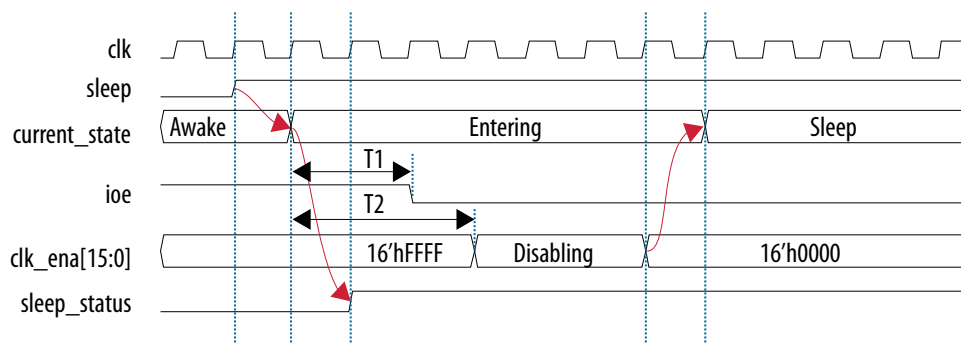 clk
sleep
current_state Awake Entering Sleep
T1
ioe
T2
clk_ena[15:0] 16’hFFFF Disabling 16’h0000
sleep_status